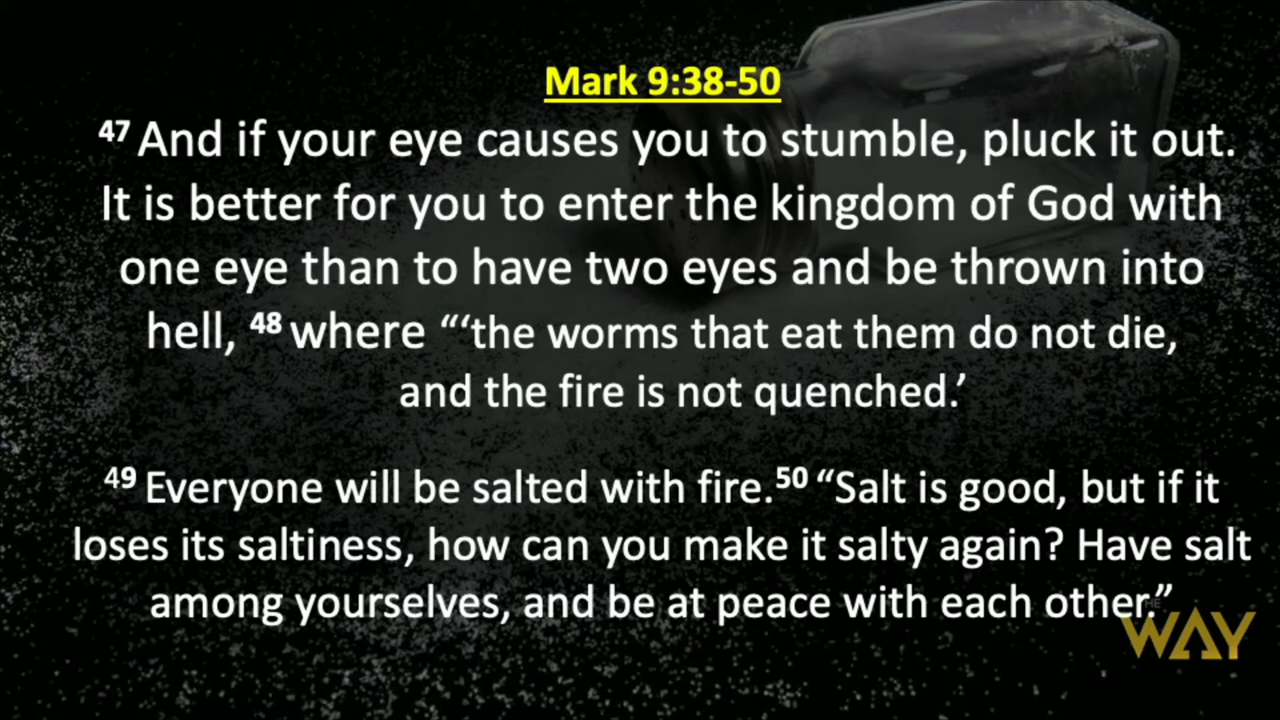 Mark 9:38-50
47 And if your eye causes you to stumble, pluck it out.
It is better for you to enter the kingdom of God with
one eye than to have two eyes and be thrown into
hell, 48 where “‘the worms that eat them do not die,
and the fire is not quenched.’
49 Everyone will be salted with fire.50 “Salt is good, but if it
loses its saltiness, how can you make it salty again? Have salt
among yourselves, and be at peace with each other.”
THE
WAY